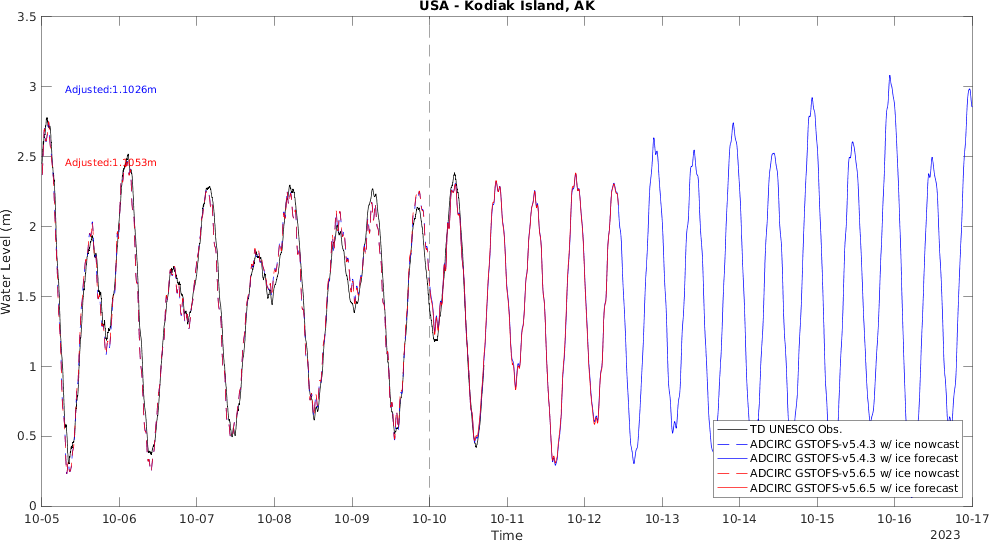 USA - Kodiak Island, AK
3.5
3
2.5
2
1.5
1
0.5
0
Water Level (m)
Adjusted:1.1026m
Adjusted:1.1053m
TD UNESCO Obs.
ADCIRC GSTOFS-v5.4.3 w/ ice nowcast
ADCIRC GSTOFS-v5.4.3 w/ ice forecast
ADCIRC GSTOFS-v5.6.5 w/ ice nowcast
ADCIRC GSTOFS-v5.6.5 w/ ice forecast
10-05 10-06 10-07 10-08 10-09 10-10 10-11 10-12 10-13 10-14 10-15 10-16 10-17
Time
2023